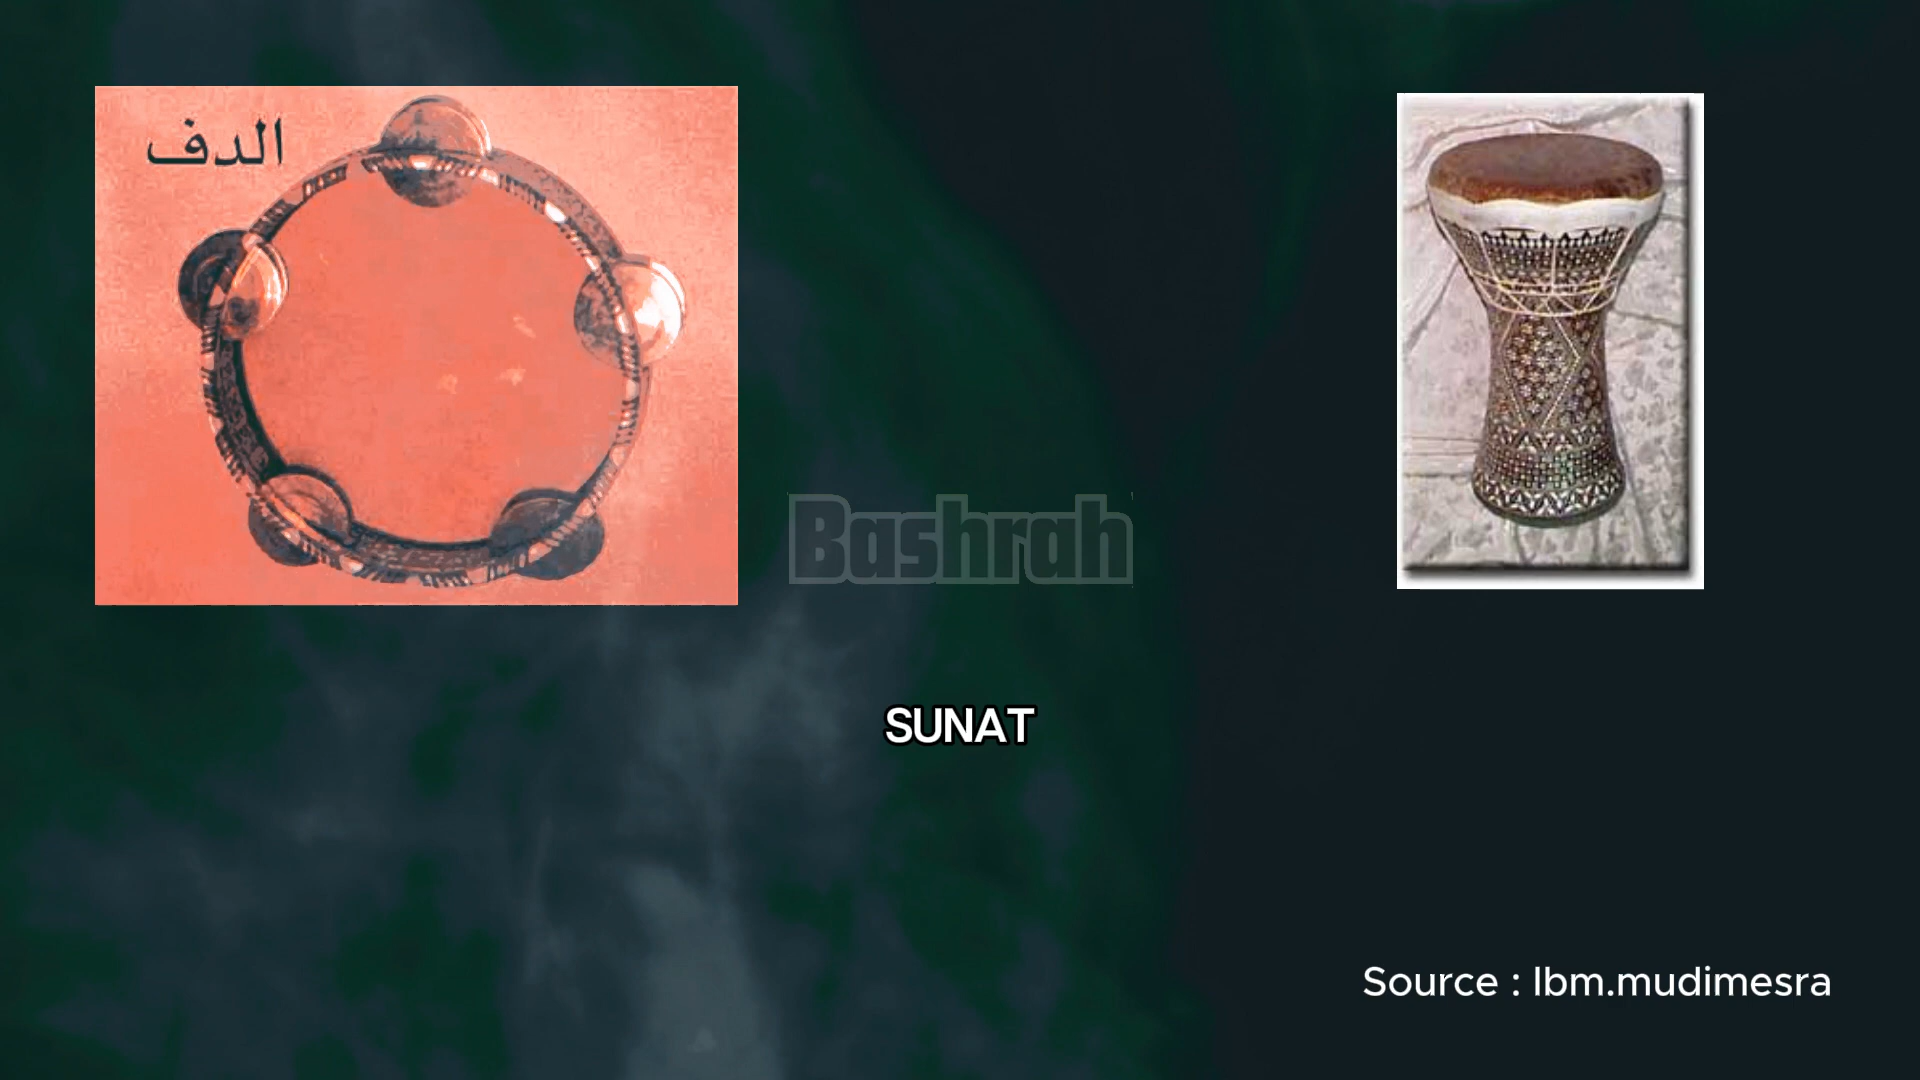 الدف
Bashrah
SUNAT
Source : lbm.mudimesra